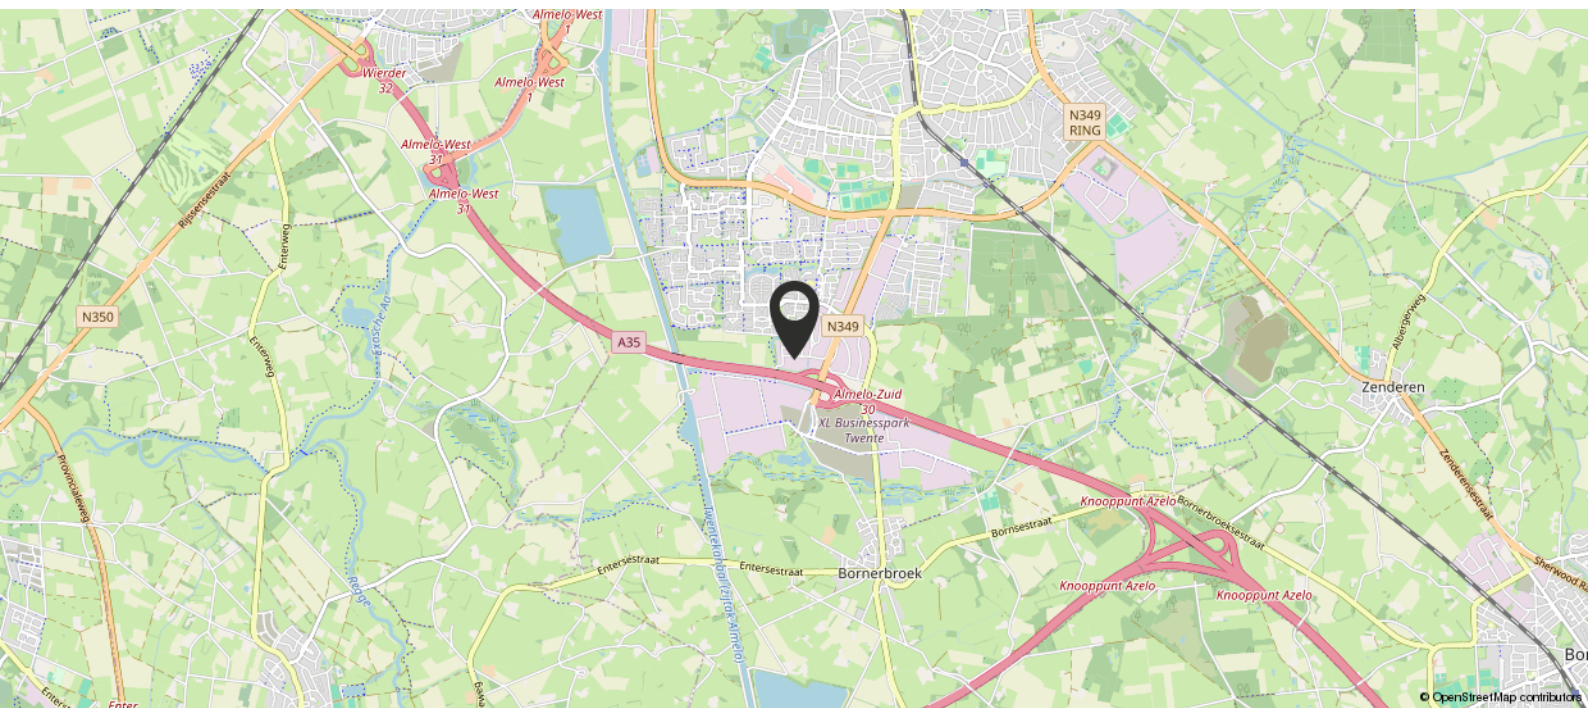 Almelo-West
1
Wierder
32
Almelo-West
1
N349
RING
Almelo-West
31
Almelo-West
31
Rijssensestraat
Enterweg
N350
Exosche Aa
Albergerweg
N349
A35
Enterweg
Zenderen
Almelo-Zuid
30
XL Businesspark
Twente
Provincialeweg
Zenderensestraat
Knooppunt Azelo
Bornerbroeksestraat
Bornsestraat
Twentekanaal (zijtak Almelo)
Entersestraat
Entersestraat
Bornerbroek
Regge
Knooppunt Azelo
Knooppunt Azelo
Sherwood Ra
Bor
Enter
© OpenStreetMap contributors